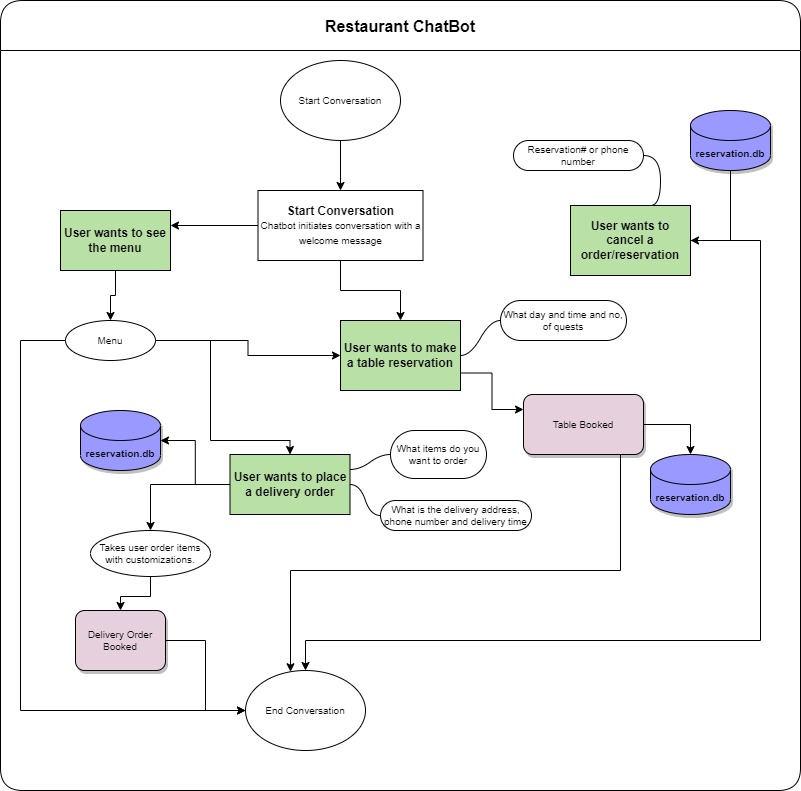 Restaurant ChatBot
Start Conversation
Reservation# or phone
number
reservation.db
Start Conversation
Chatbot initiates conversation with a
welcome message
User wants to see
the menu
User wants to
cancel a
order/reservation
What day and time and no,
of quests
Menu
User wants to make
a table reservation
Table Booked
reservation.db
What items do you
want to order
User wants to place
a delivery order
reservation.db
What is the delivery address,
phone number and delivery time
Takes user order items
with customizations.
Delivery Order
Booked
End Conversation